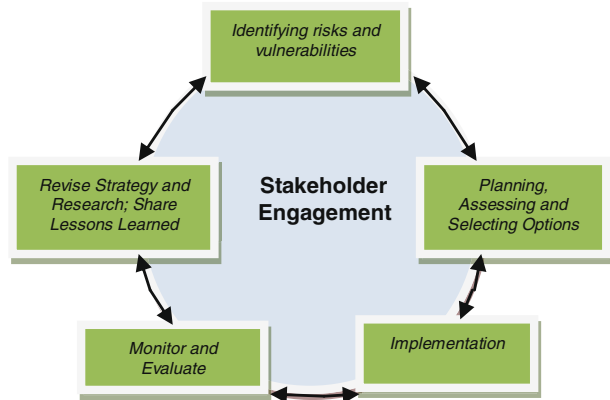 Identifying risks and
vulnerabilities
Stakeholder
Engagement
Revise Strategy and
Research; Share
Lessons Learned
Planning,
Assessing and
Selecting Options
Monitor and
Evaluate
Implementation